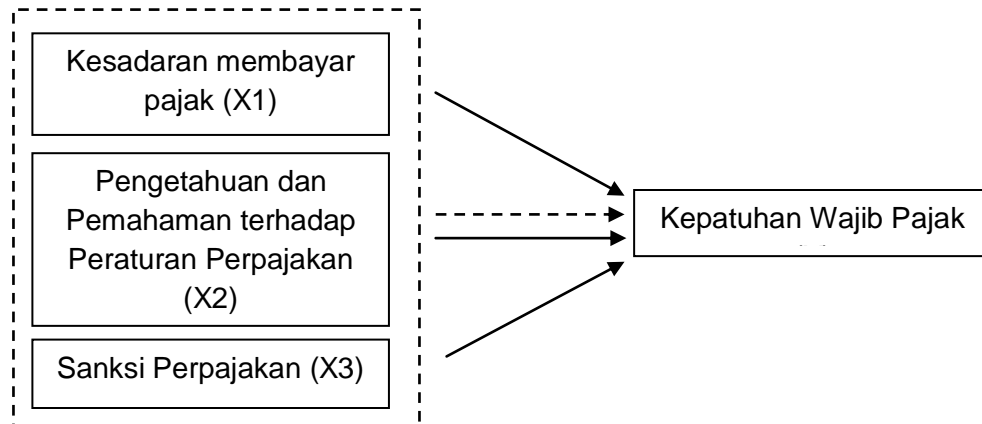 Kesadaran membayar
pajak (X1)
Pengetahuan dan
Pemahaman terhadap
Peraturan Perpajakan
(X2)
Sanksi Perpajakan (X3)
Kepatuhan Wajib Pajak